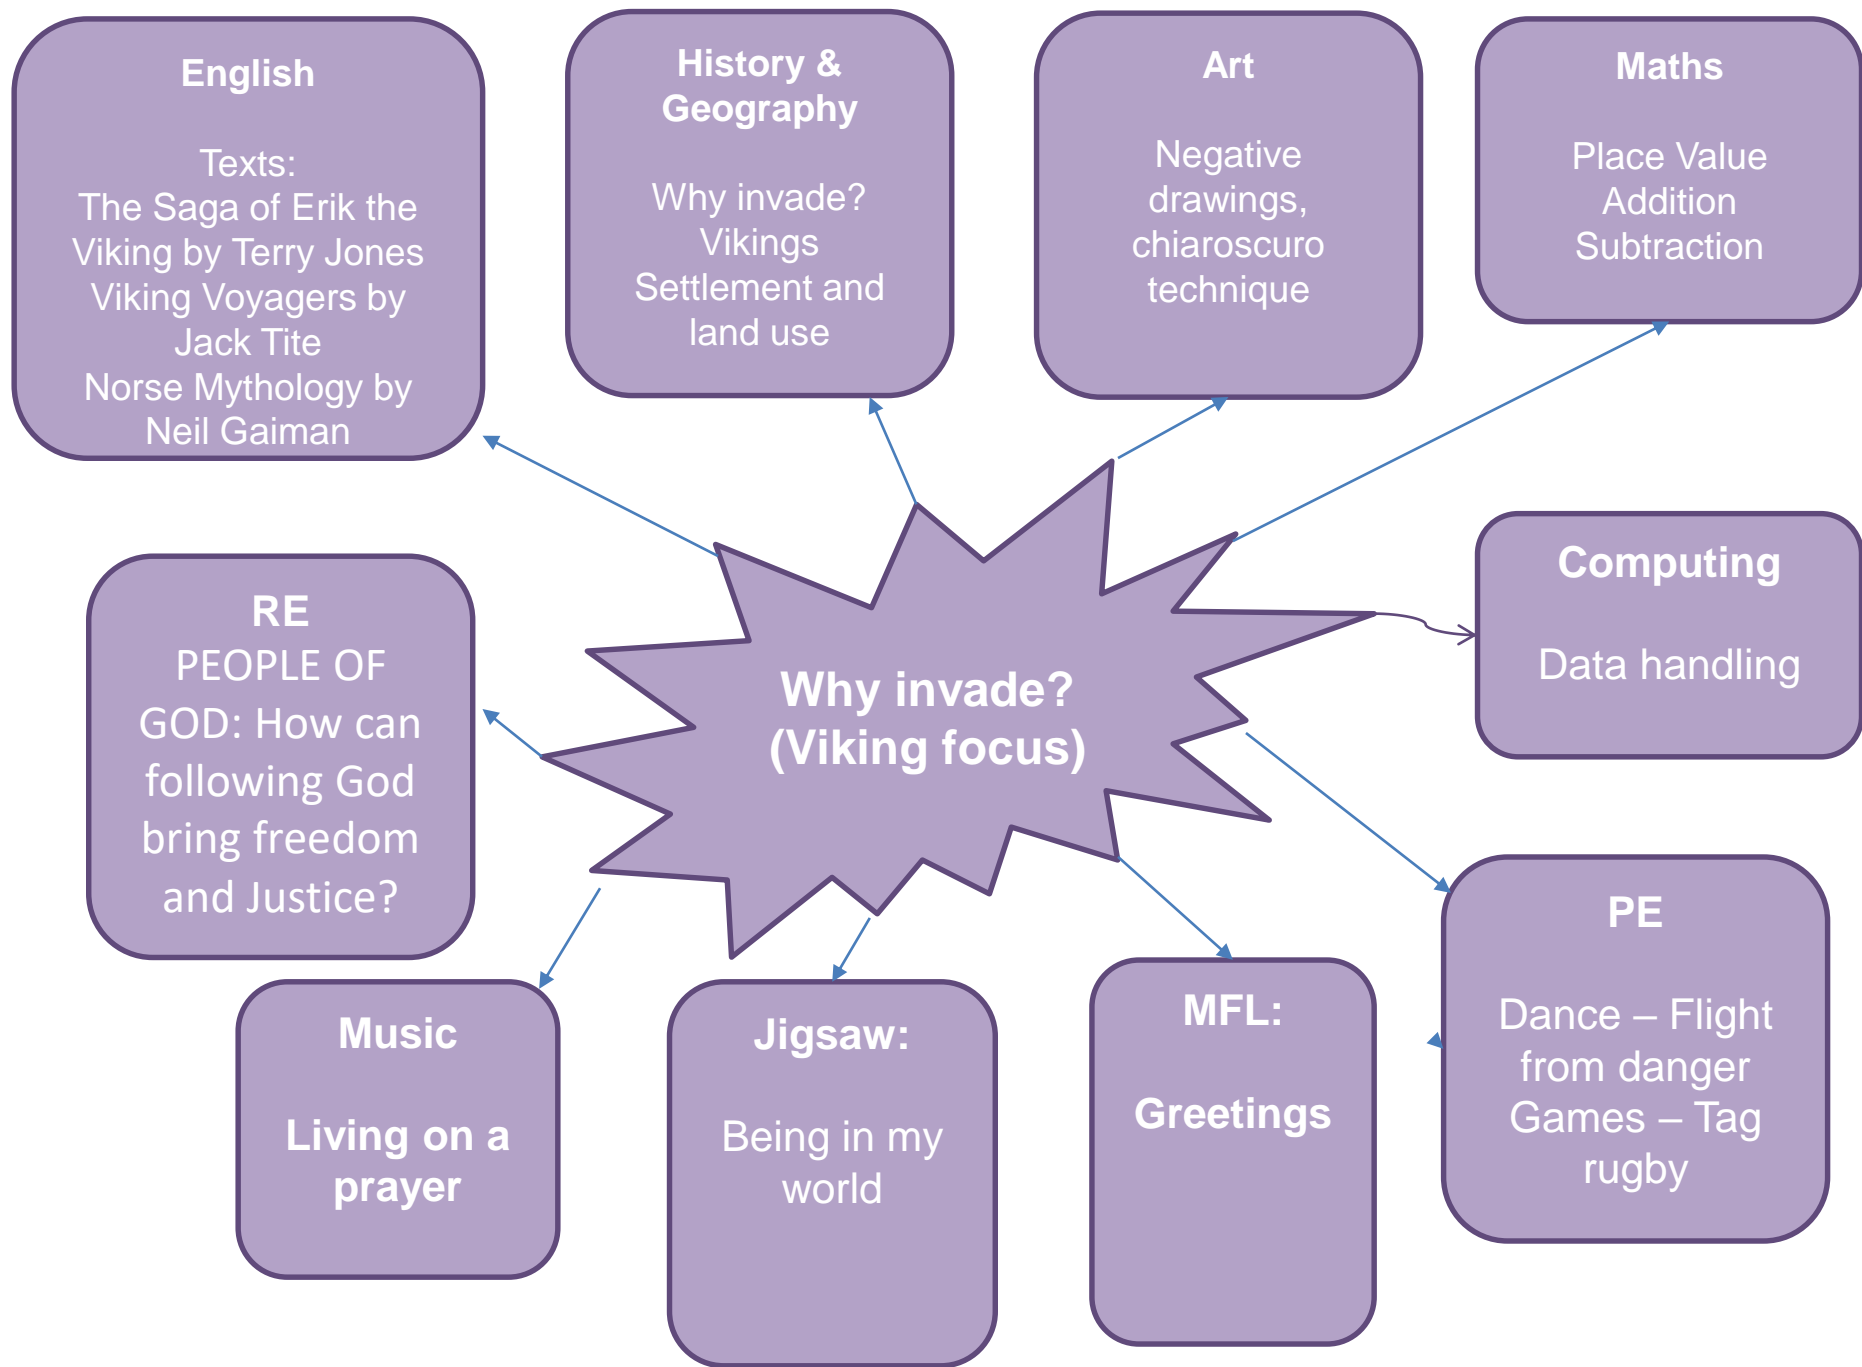 English
Texts:
The Saga of Erik the
Viking by Terry Jones
Viking Voyagers by
Jack Tite
Norse Mythology by
Neil Gaiman
History &
Geography
Why invade?
Vikings
Settlement and
land use
Art
Negative
drawings,
chiaroscuro
technique
Maths
Place Value
Addition
Subtraction
RE
PEOPLE OF
GOD: How can
following God
bring freedom
and Justice?
Why invade?
(Viking focus)
Computing
Data handling
Music
Living on a
prayer
Jigsaw:
Being in my
world
MFL:
Greetings
PE
Dance – Flight
from danger
Games – Tag
rugby